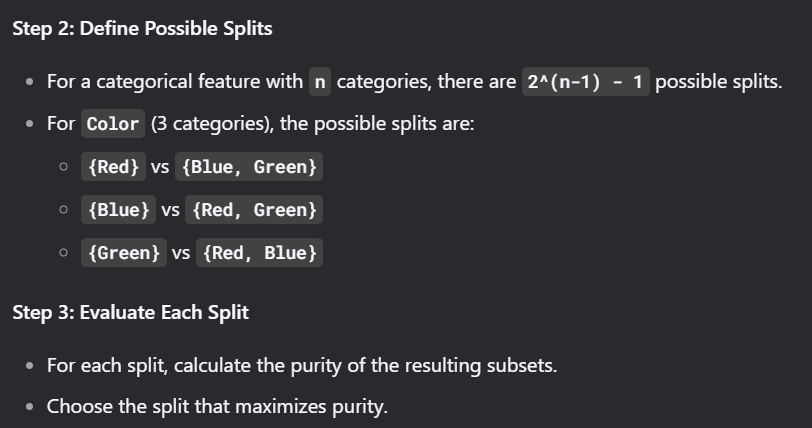 Step 2: Define Possible Splits
• For a categorical feature with n categories, there are 2^(n-1) - 1 possible splits.
• For Color (3 categories), the possible splits are:
○ {Red} vs {Blue, Green}
○ {Blue} vs {Red, Green}
○ {Green} vs {Red, Blue}
Step 3: Evaluate Each Split
• For each split, calculate the purity of the resulting subsets.
• Choose the split that maximizes purity.